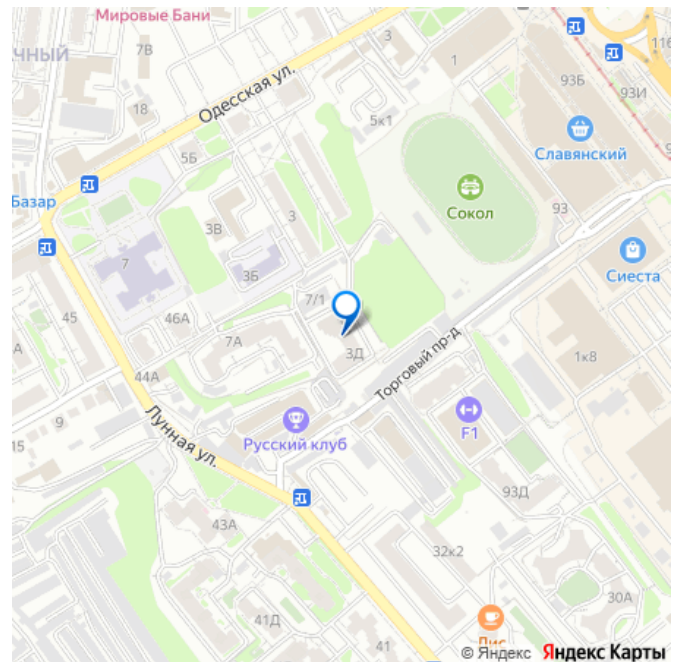 Мировые Бани
ЧНЫЙ
7В
3
1
116
93Б
93И
18
Одесская ул.
5к1
5Б
Славянский
Сокол
Базар
3
93
3В
7
3Б
Сиеста
7/1
45
46А
7А
3Д
1к8
А
44А
Торговый пр-д
9
Русский клуб
F1
15
Лунная ул.
93Д
43А
32к2
30А
41Д
© Яндекс Яндекс Карты